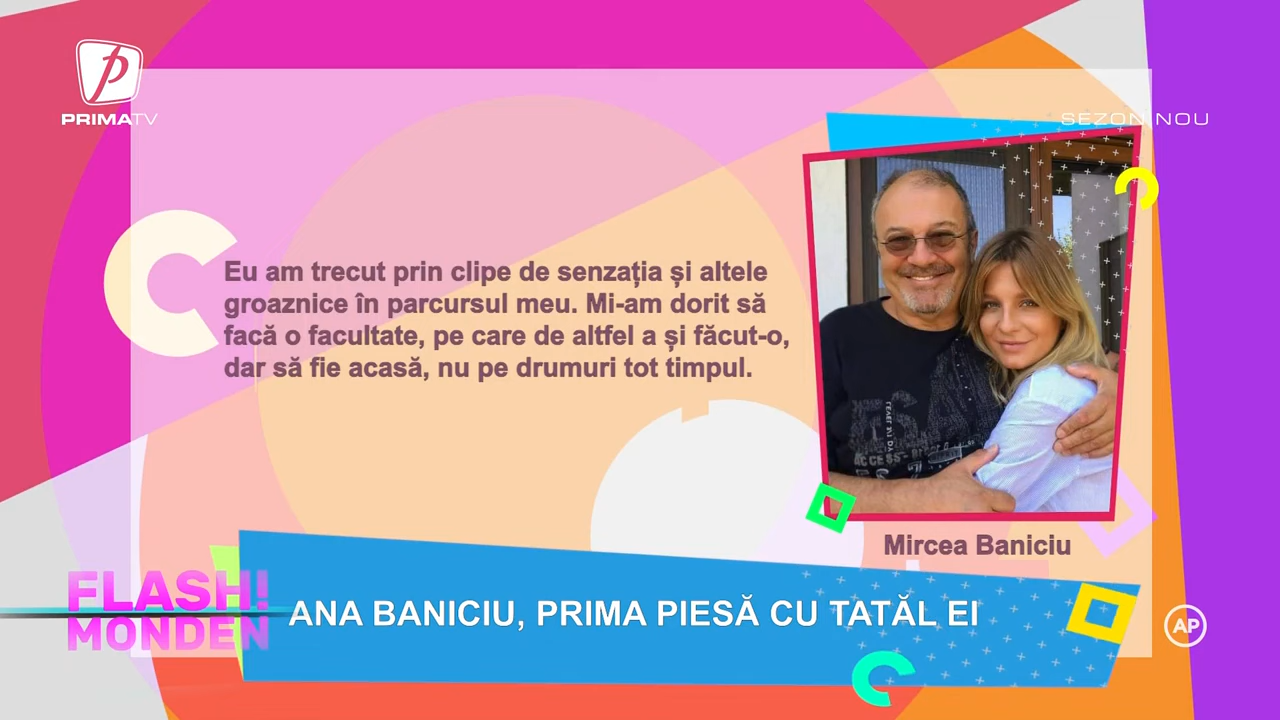 PRIMATV
SEZON NOU
Eu am trecut prin clipe de senzația și altele
groaznice în parcursul meu. Mi-am dorit să
facă o facultate, pe care de altfel a și făcut-o,
dar să fie acasă, nu pe drumuri tot timpul.
Mircea Baniciu
FLASH!
MONDEN
ANA BANICIU, PRIMA PIESĂ CU TATĂL EI
AP